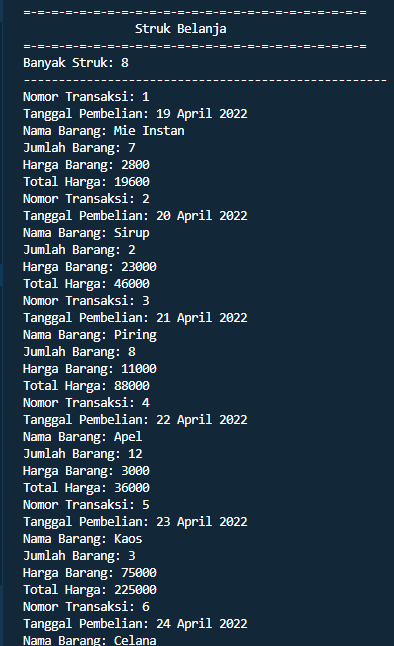 =-=-=-=-=-=-=-=-=-=-=-=-=-=-=-=-=-=-=-=-=-=-=-=-=
Struk Belanja
=-=-=-=-=-=-=-=-=-=-=-=-=-=-=-=-=-=-=-=-=-=-=-=-=
Banyak Struk: 8
----------------------------------------------------
Nomor Transaksi: 1
Tanggal Pembelian: 19 April 2022
Nama Barang: Mie Instan
Jumlah Barang: 7
Harga Barang: 2800
Total Harga: 19600
Nomor Transaksi: 2
Tanggal Pembelian: 20 April 2022
Nama Barang: Sirup
Jumlah Barang: 2
Harga Barang: 23000
Total Harga: 46000
Nomor Transaksi: 3
Tanggal Pembelian: 21 April 2022
Nama Barang: Piring
Jumlah Barang: 8
Harga Barang: 11000
Total Harga: 88000
Nomor Transaksi: 4
Tanggal Pembelian: 22 April 2022
Nama Barang: Apel
Jumlah Barang: 12
Harga Barang: 3000
Total Harga: 36000
Nomor Transaksi: 5
Tanggal Pembelian: 23 April 2022
Nama Barang: Kaos
Jumlah Barang: 3
Harga Barang: 75000
Total Harga: 225000
Nomor Transaksi: 6
Tanggal Pembelian: 24 April 2022
Nama Barang: Celana